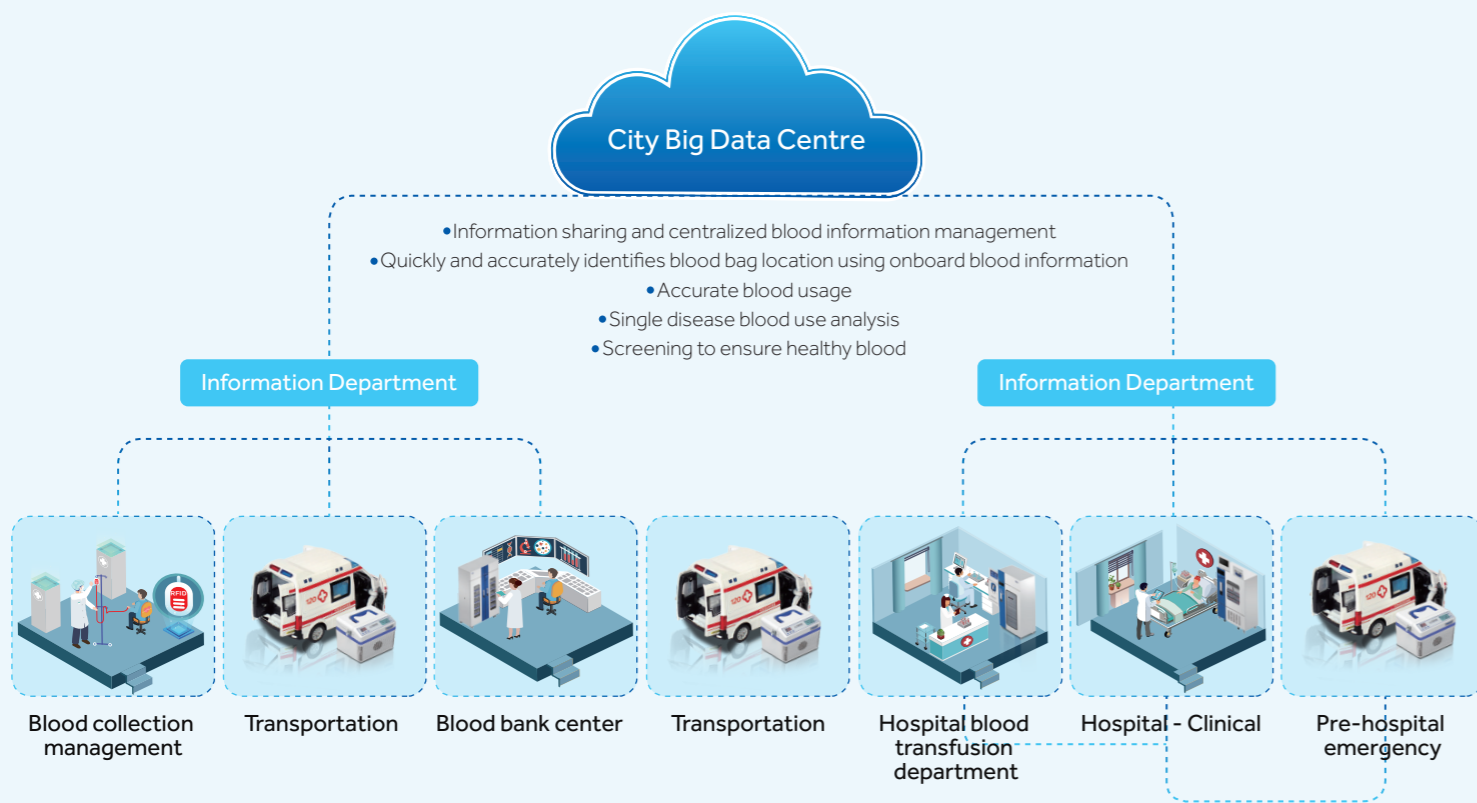 City Big Data Centre
•Information sharing and centralized blood information management
•Quickly and accurately identifies blood bag location using onboard blood information
•Accurate blood usage
•Single disease blood use analysis
•Screening to ensure healthy blood
Information Department
Information Department
RFID
120
120
120
Blood collection
management
Transportation
Blood bank center
Transportation
Hospital blood
transfusion
department
Hospital - Clinical
Pre-hospital
emergency